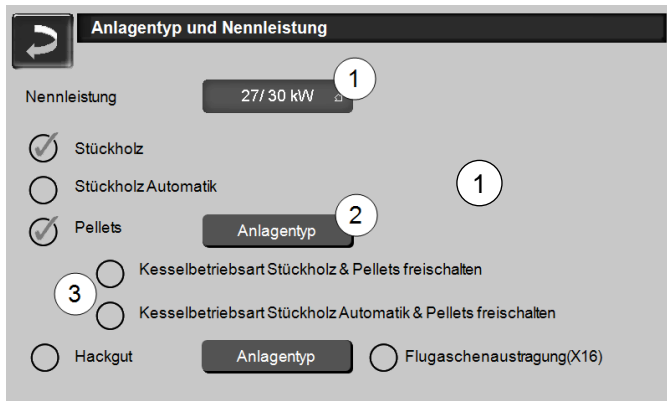 Anlagentyp und Nennleistung
Nennleistung 27/ 30 kW 1
Stückholz
Stückholz Automatik 1
Pellets Anlagentyp 2
Kesselbetriebsart Stückholz & Pellets freischalten
3
Kesselbetriebsart Stückholz Automatik & Pellets freischalten
Hackgut Anlagentyp Flugaschenaustragung(X16)